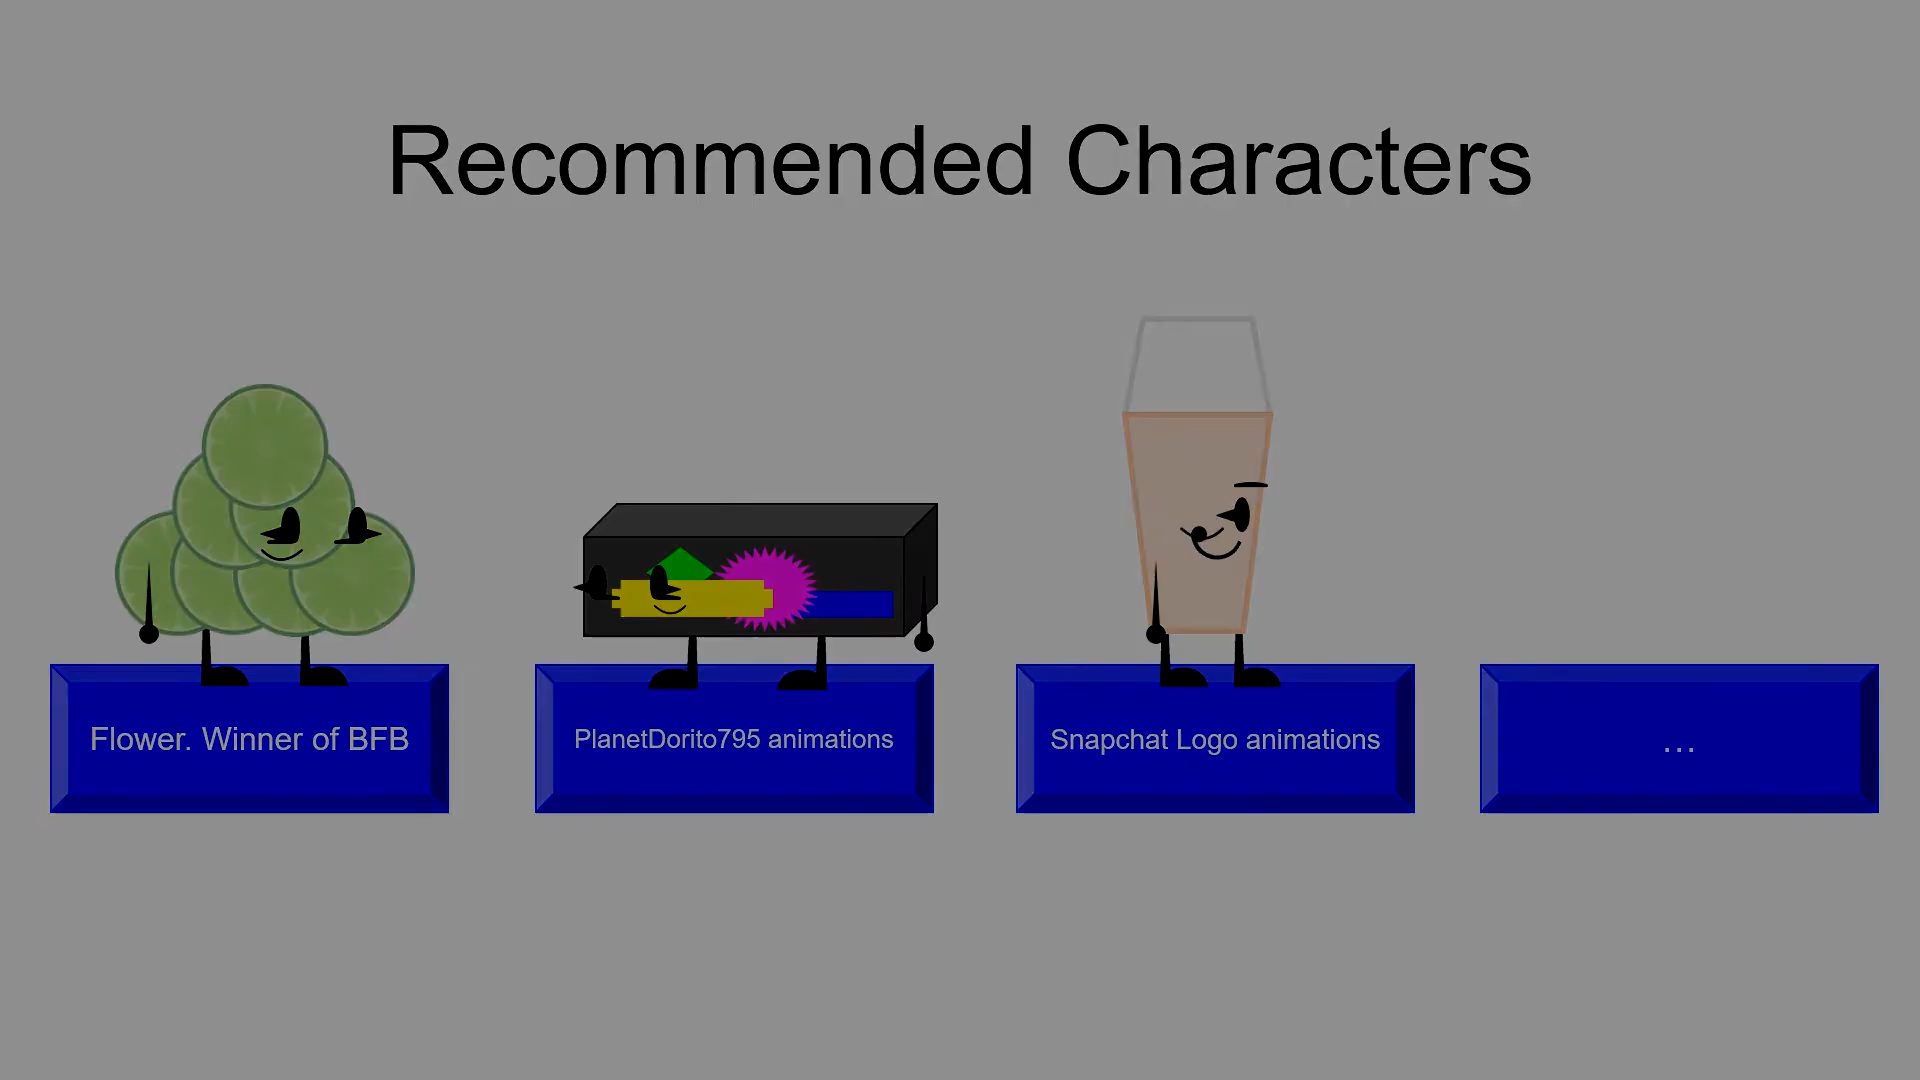 Recommended Characters
Flower. Winner of BFB
PlanetDorito795 animations
Snapchat Logo animations
...